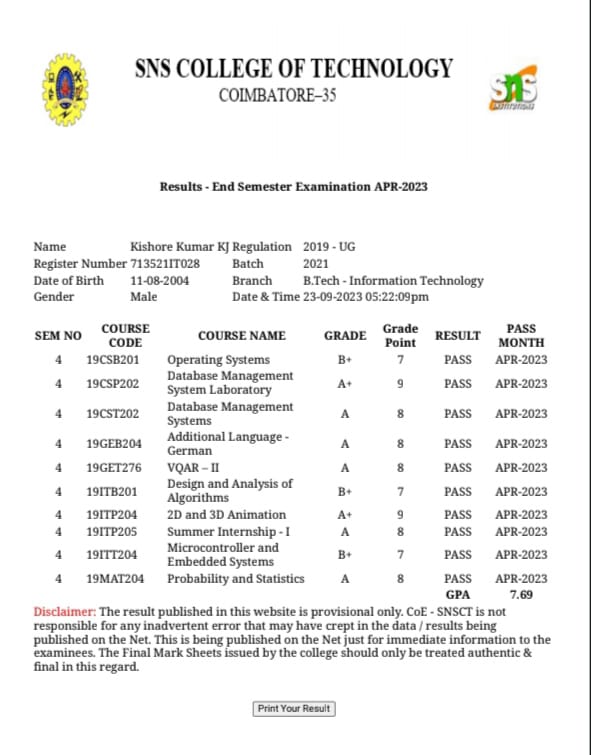 SNS COLLEGE OF TECHNOLOGY
COIMBATORE–35
SNS
INSTITUTIONS
Results - End Semester Examination APR-2023
Name Kishore Kumar KJ Regulation 2019 - UG
Register Number 713521IT028 Batch 2021
Date of Birth 11-08-2004 Branch B.Tech - Information Technology
Gender Male Date & Time 23-09-2023 05:22:09pm
SEM NO COURSE CODE COURSE NAME GRADE Grade Point RESULT PASS MONTH
4 19CSB201 Operating Systems B+ 7 PASS APR-2023
4 19CSP202 Database Management System Laboratory A+ 9 PASS APR-2023
4 19CST202 Database Management Systems A 8 PASS APR-2023
4 19GEB204 Additional Language - German A 8 PASS APR-2023
4 19GET276 VQAR – II A 8 PASS APR-2023
4 19ITB201 Design and Analysis of Algorithms B+ 7 PASS APR-2023
4 19ITP204 2D and 3D Animation A+ 9 PASS APR-2023
4 19ITP205 Summer Internship - I A 8 PASS APR-2023
4 19ITT204 Microcontroller and Embedded Systems B+ 7 PASS APR-2023
4 19MAT204 Probability and Statistics A 8 PASS APR-2023
GPA 7.69
Disclaimer: The result published in this website is provisional only. CoE - SNSCT is not
responsible for any inadvertent error that may have crept in the data / results being
published on the Net. This is being published on the Net just for immediate information to the
examinees. The Final Mark Sheets issued by the college should only be treated authentic &
final in this regard.
Print Your Result